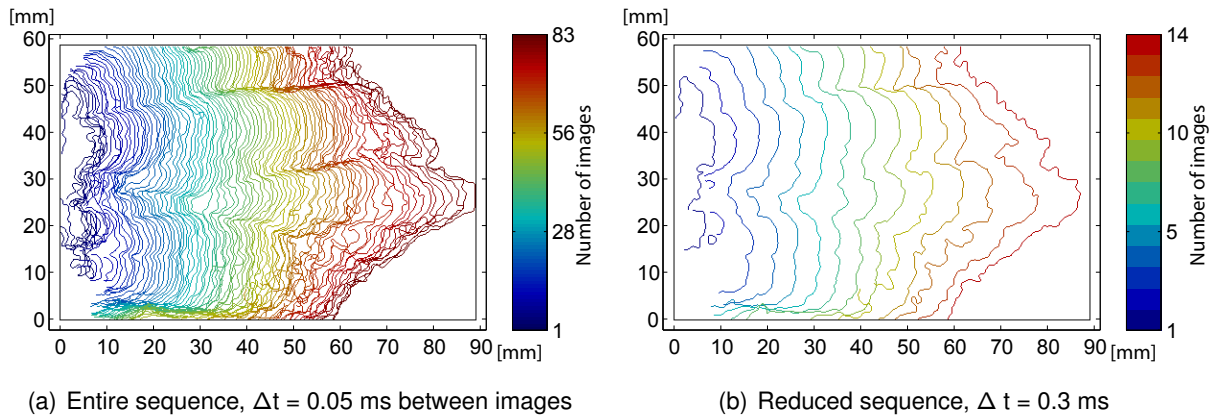 [mm]
60
50
40
30
20
10
0
0 10 20 30 40 50 60 70 80 90
[mm]
83
56
28
1
Number of images
(a) Entire sequence, Δt = 0.05 ms between images
[mm]
60
50
40
30
20
10
0
0 10 20 30 40 50 60 70 80 90
[mm]
14
10
5
1
Number of images
(b) Reduced sequence, Δ t = 0.3 ms